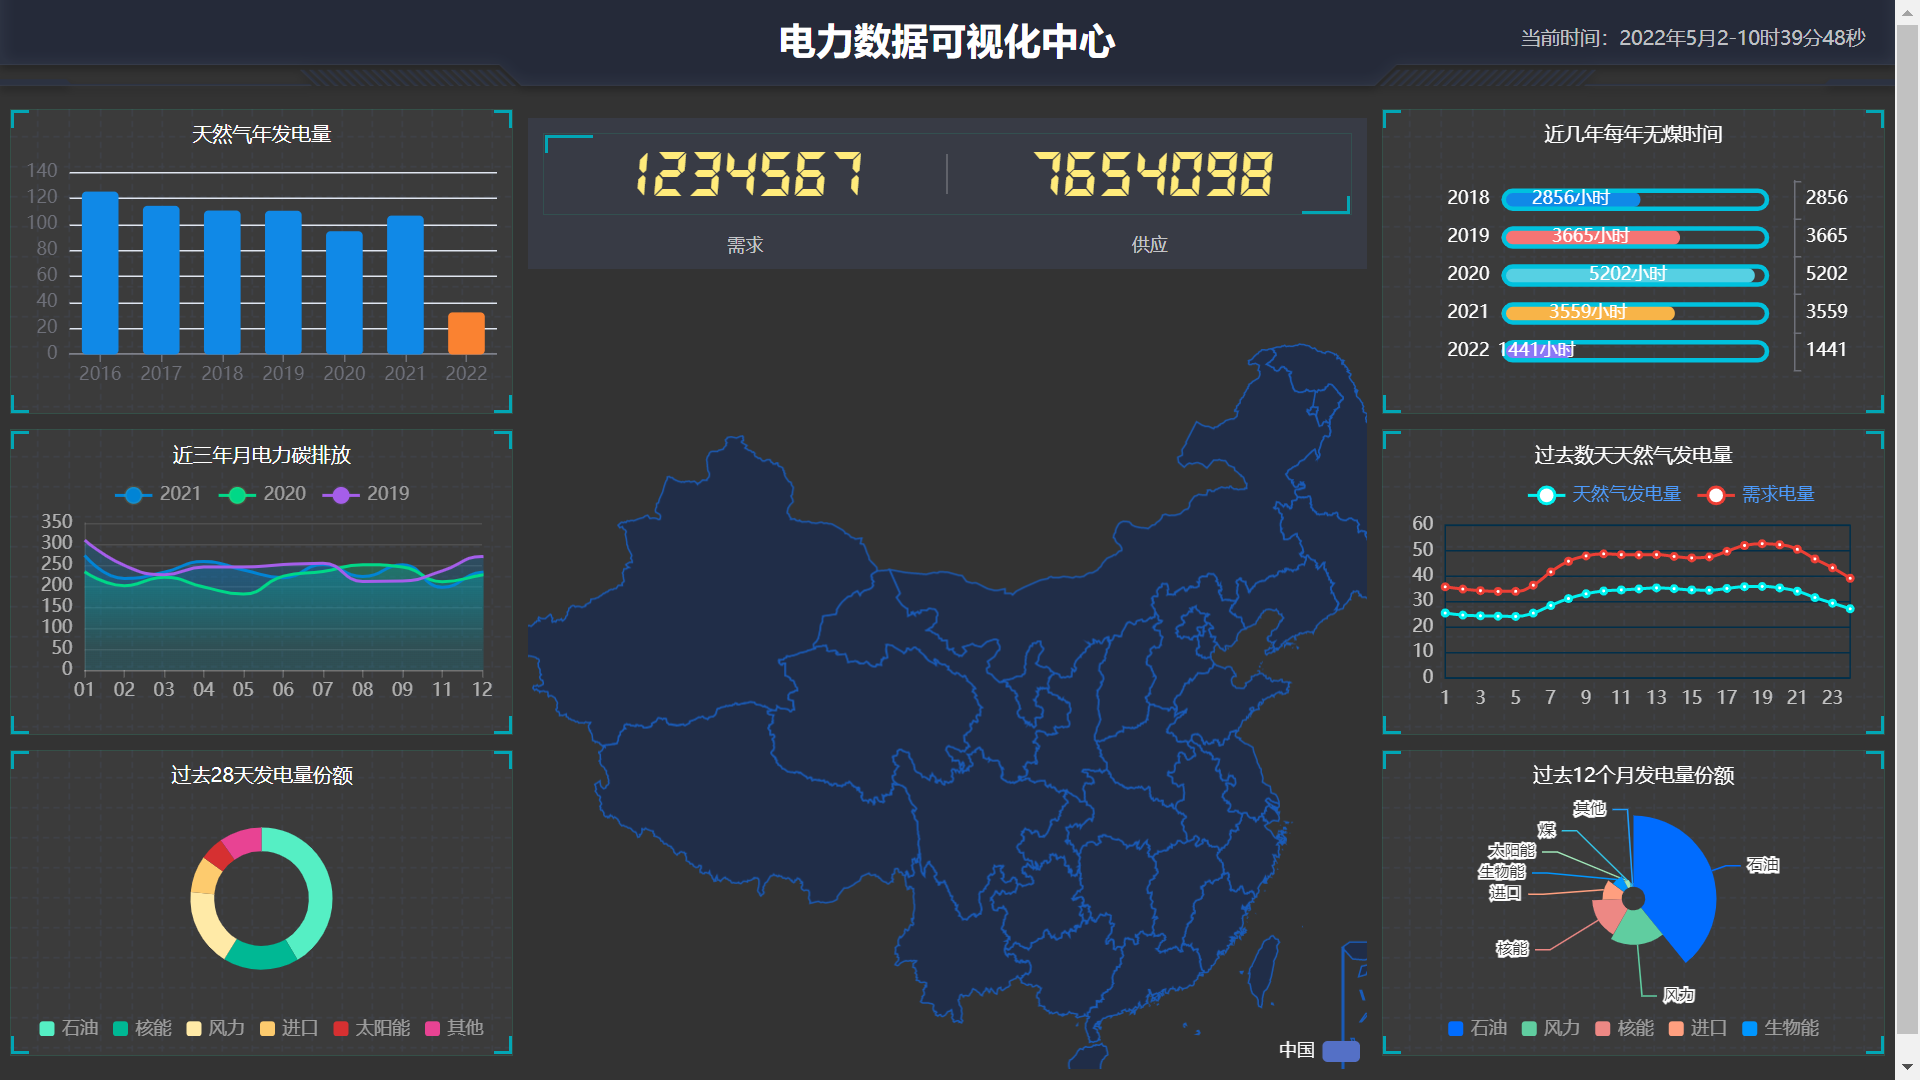 电力数据可视化中心
当前时间：2022年5月2-10时39分48秒
天然气年发电量
140
120
100
80
60
40
20
0
2016 2017 2018 2019 2020 2021 2022
近三年月电力碳排放
2021 2020 2019
350
300
250
200
150
100
50
0
01 02 03 04 05 06 07 08 09 11 12
过去28天发电量份额
石油 核能 风力 进口 太阳能 其他
1234567 7654098
需求 供应
中国
近几年每年无煤时间
2018 2856小时 2856
2019 3665小时 3665
2020 5202小时 5202
2021 3559小时 3559
2022 1441小时 1441
过去数天天然气发电量
天然气发电量 需求电量
60
50
40
30
20
10
0
1 3 5 7 9 11 13 15 17 19 21 23
过去12个月发电量份额
其他
煤
太阳能
生物能
进口
核能
石油
风力
石油 风力 核能 进口 生物能